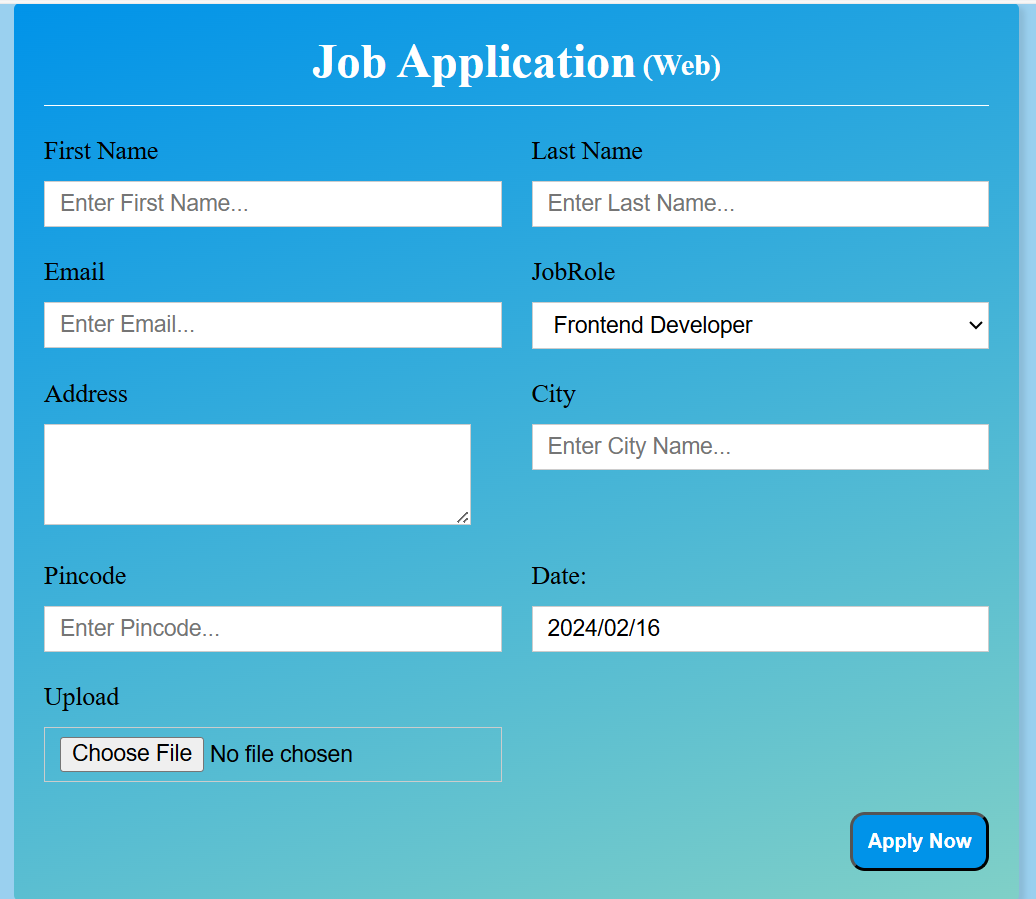 Job Application (Web)
First Name
Last Name
Enter First Name...
Enter Last Name...
Email
JobRole
Enter Email...
Frontend Developer
Address
City
Enter City Name...
Pincode
Date:
Enter Pincode...
2024/02/16
Upload
Choose File No file chosen
Apply Now